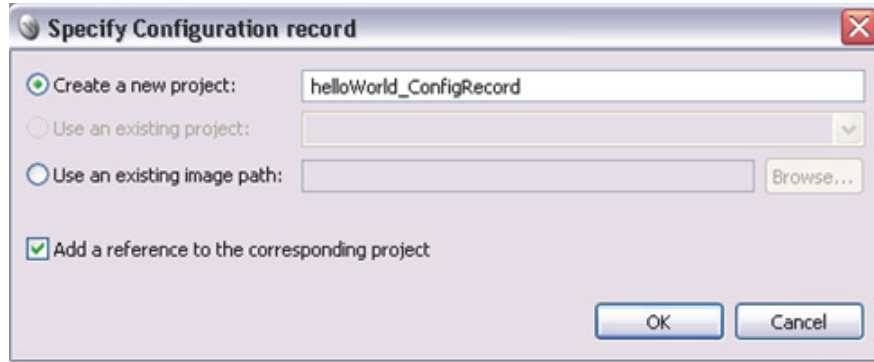 Specify Configuration record
Create a new project: helloWorld_ConfigRecord
Use an existing project:
Use an existing image path: Browse...
Add a reference to the corresponding project
OK Cancel